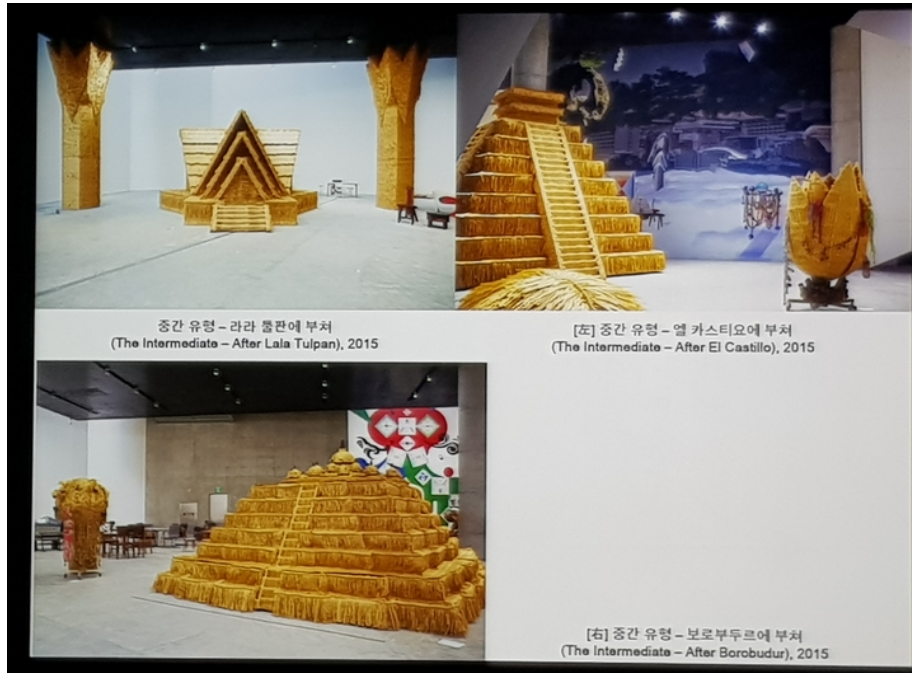 중간 유형 – 라라 툴판에 부쳐
(The Intermediate – After Lala Tulpan), 2015
[左] 중간 유형 – 엘 카스티요에 부쳐
(The Intermediate – After El Castillo), 2015
[右] 중간 유형 – 보로부두르에 부쳐
(The Intermediate – After Borobudur), 2015